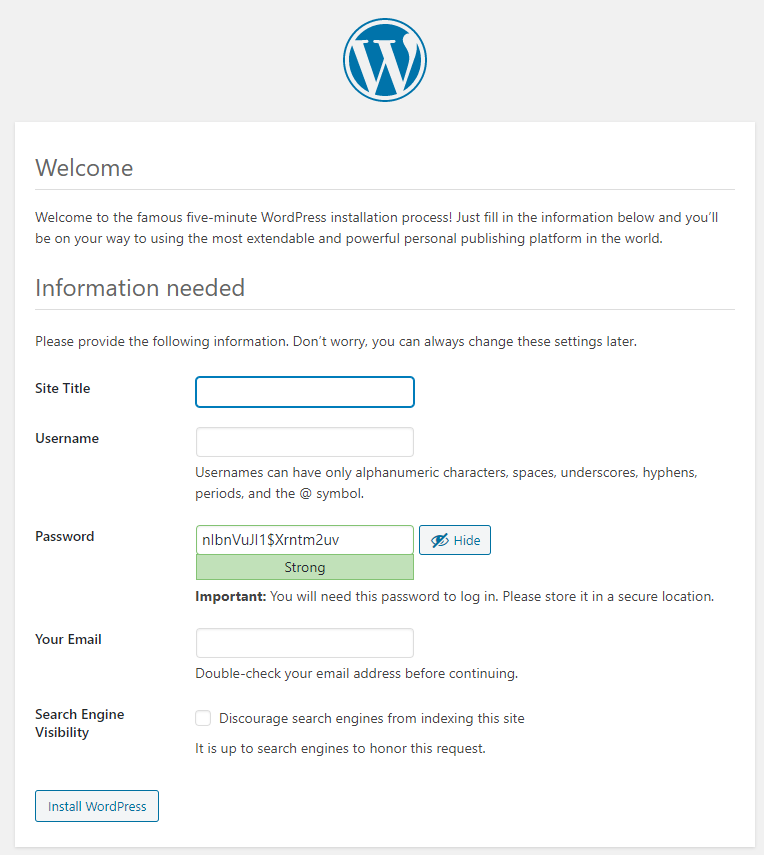 Welcome
Welcome to the famous five-minute WordPress installation process! Just fill in the information below and you’ll
be on your way to using the most extendable and powerful personal publishing platform in the world.
Information needed
Please provide the following information. Don’t worry, you can always change these settings later.
Site Title
Username
Usernames can have only alphanumeric characters, spaces, underscores, hyphens,
periods, and the @ symbol.
Password
nIbnVuJI1$Xrntm2uv
Hide
Strong
Important: You will need this password to log in. Please store it in a secure location.
Your Email
Double-check your email address before continuing.
Search Engine
Visibility
Discourage search engines from indexing this site
It is up to search engines to honor this request.
Install WordPress